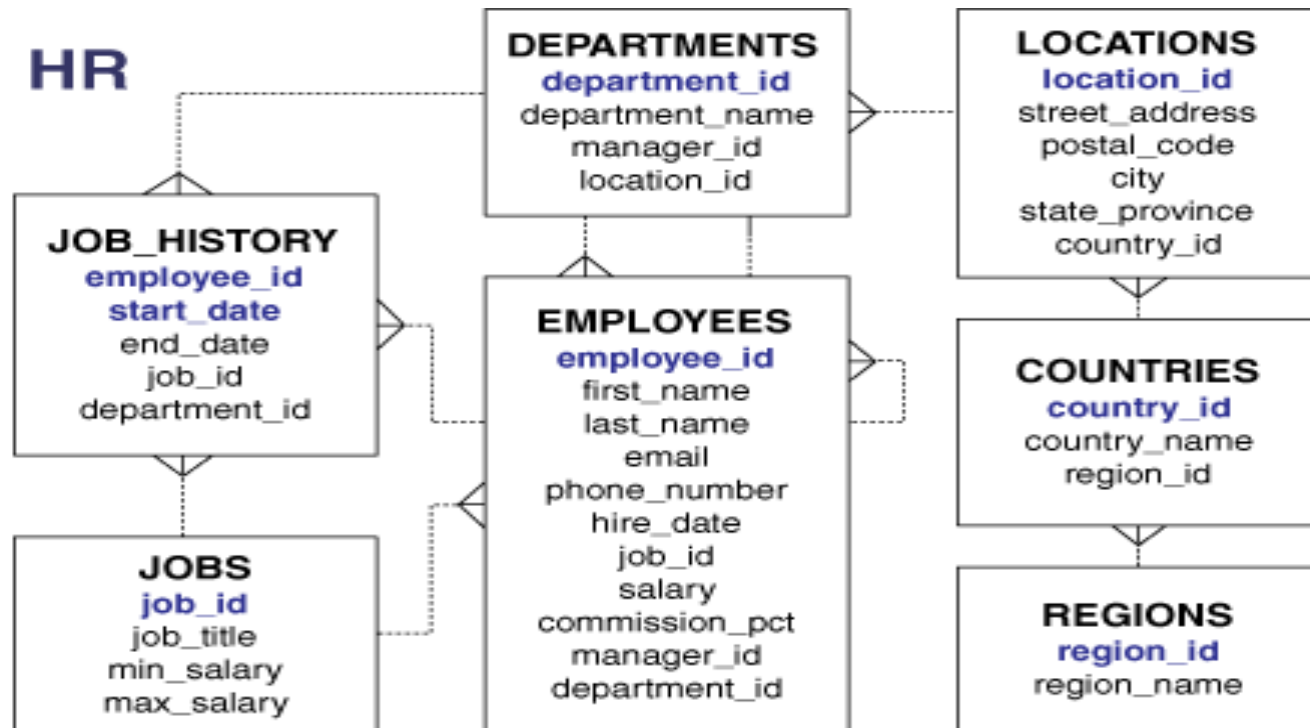 HR
DEPARTMENTS
department_id
department_name
manager_id
location_id
LOCATIONS
location_id
street_address
postal_code
city
state_province
country_id
JOB_HISTORY
employee_id
start_date
end_date
job_id
department_id
EMPLOYEES
employee_id
first_name
last_name
email
phone_number
hire_date
job_id
salary
commission_pct
manager_id
department_id
COUNTRIES
country_id
country_name
region_id
JOBS
job_id
job_title
min_salary
max_salary
REGIONS
region_id
region_name